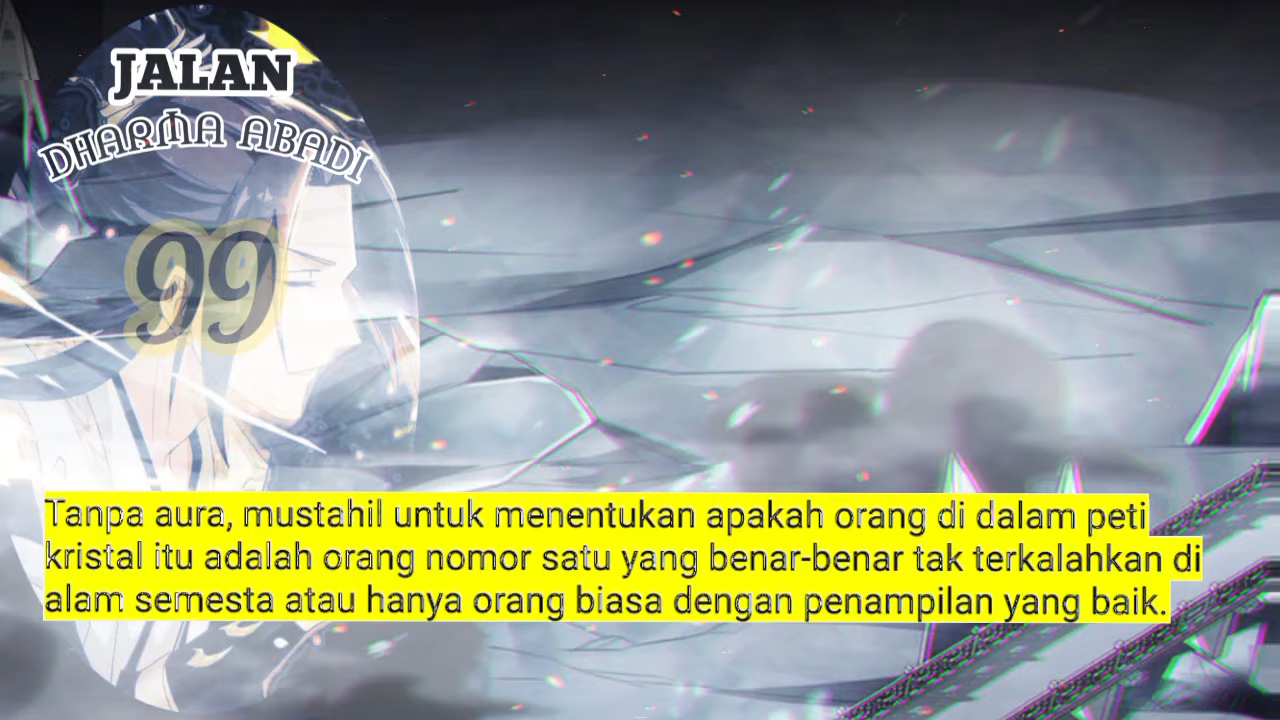 JALAN
DHARMA ABADI
99
Tanpa aura, mustahil untuk menentukan apakah orang di dalam peti
kristal itu adalah orang nomor satu yang benar-benar tak terkalahkan di
alam semesta atau hanya orang biasa dengan penampilan yang baik.